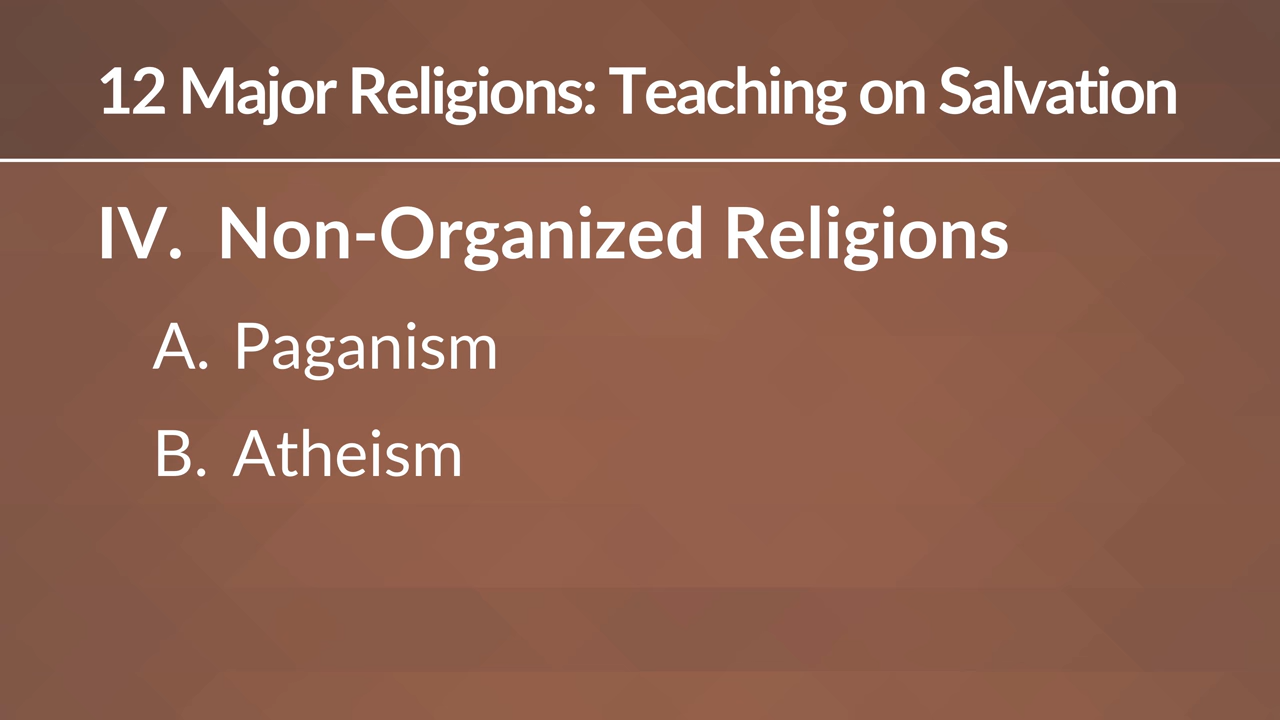 12 Major Religions: Teaching on Salvation
IV. Non-Organized Religions
A. Paganism
B. Atheism